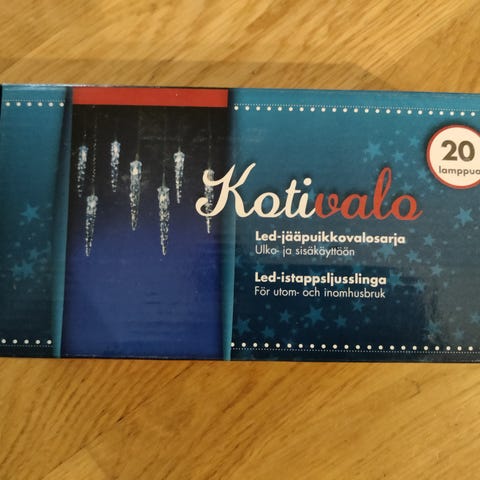 20
lamppua
Kotivalo
Led-jääpuikkovalosarja
Ulko- ja sisäkäyttöön
Led-istappsljusslinga
För utom- och inomhusbruk